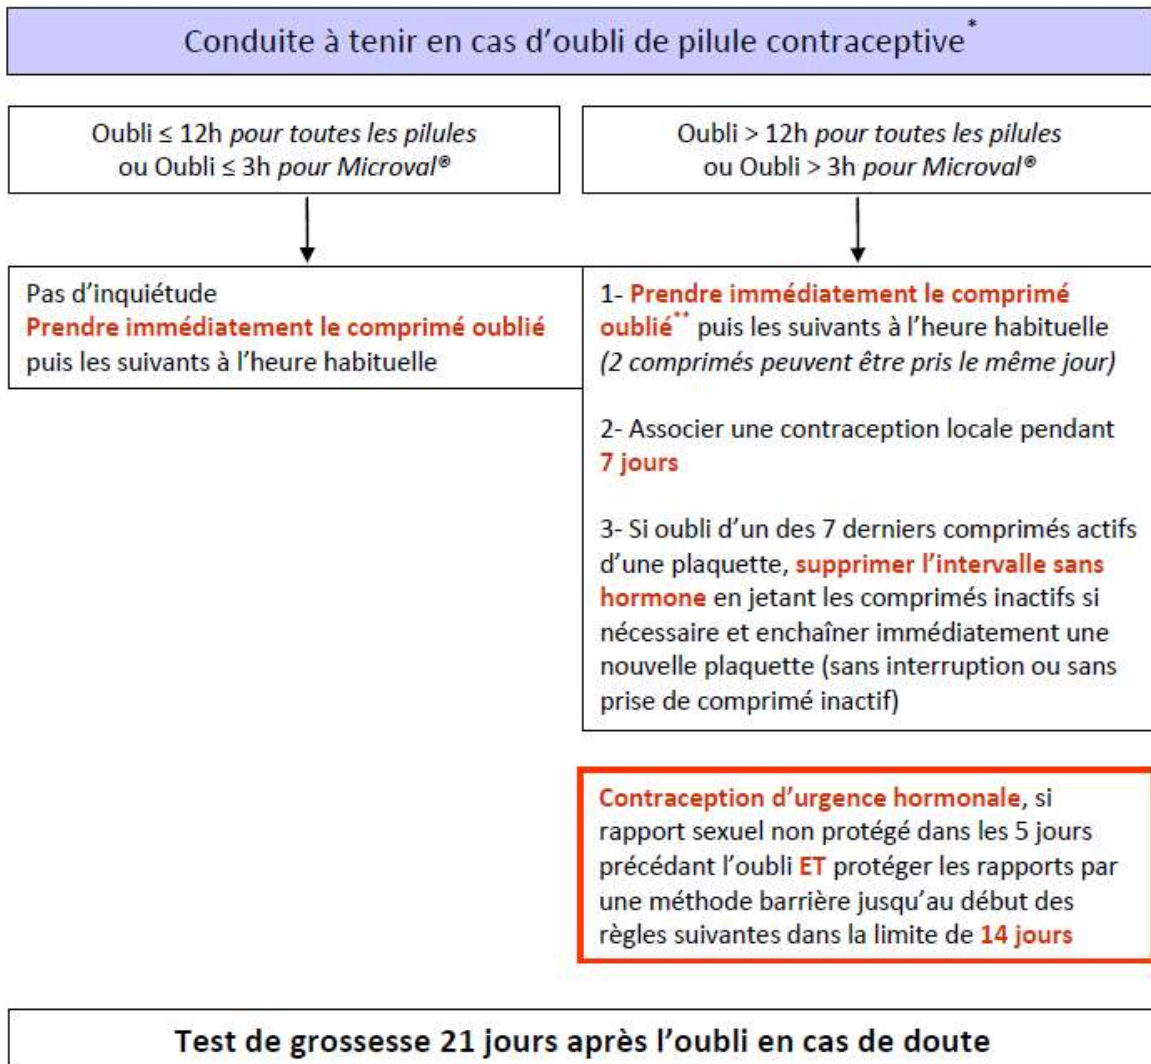 Conduite à tenir en cas d’oubli de pilule contraceptive*
Oubli ≤ 12h pour toutes les pilules
ou Oubli ≤ 3h pour Microval®
Oubli > 12h pour toutes les pilules
ou Oubli > 3h pour Microval®
Pas d’inquiétude
Prendre immédiatement le comprimé oublié
puis les suivants à l’heure habituelle
1- Prendre immédiatement le comprimé
oublié** puis les suivants à l’heure habituelle
(2 comprimés peuvent être pris le même jour)
2- Associer une contraception locale pendant
7 jours
3- Si oubli d’un des 7 derniers comprimés actifs
d’une plaquette, supprimer l’intervalle sans
hormone en jetant les comprimés inactifs si
nécessaire et enchaîner immédiatement une
nouvelle plaquette (sans interruption ou sans
prise de comprimé inactif)
Contraception d’urgence hormonale, si
rapport sexuel non protégé dans les 5 jours
précédant l’oubli ET protéger les rapports par
une méthode barrière jusqu’au début des
règles suivantes dans la limite de 14 jours
Test de grossesse 21 jours après l’oubli en cas de doute